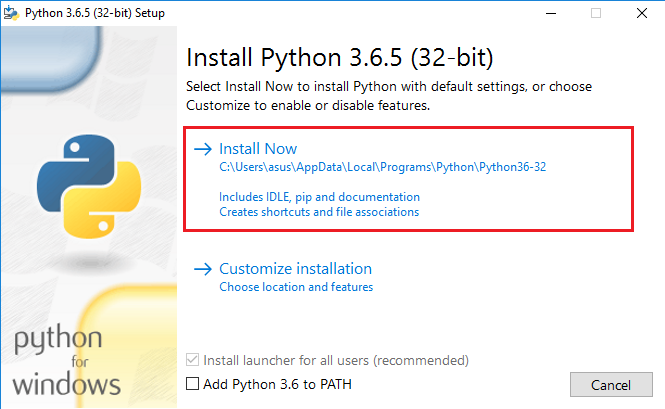 Python 3.6.5 (32-bit) Setup
Install Python 3.6.5 (32-bit)
Select Install Now to install Python with default settings, or choose
Customize to enable or disable features.
Install Now
C:\Users\asus\AppData\Local\Programs\Python\Python36-32
Includes IDLE, pip and documentation
Creates shortcuts and file associations
Customize installation
Choose location and features
python
for
windows
Install launcher for all users (recommended)
Add Python 3.6 to PATH
Cancel